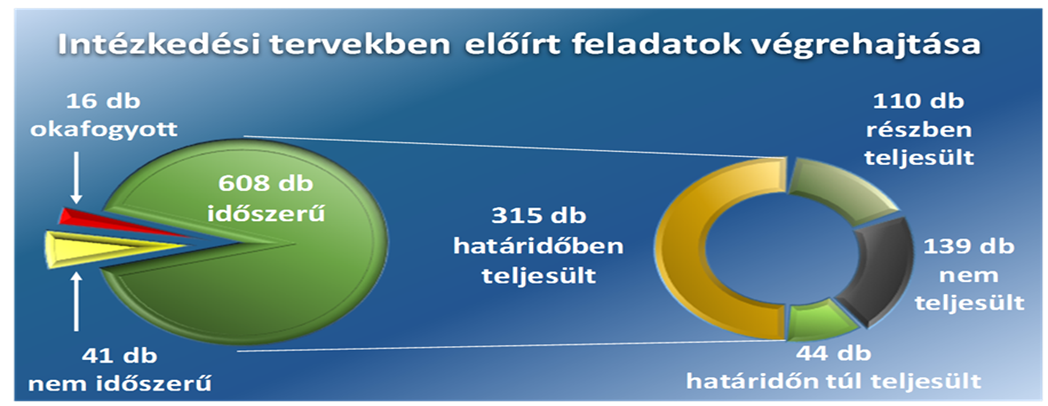 Intézkedési tervekben előírt feladatok végrehajtása
16 db
okafogyott
608 db
időszerű
41 db
nem időszerű
315 db
határidőben
teljesült
110 db
részben
teljesült
139 db
nem
teljesült
44 db
határidőn túl teljesült